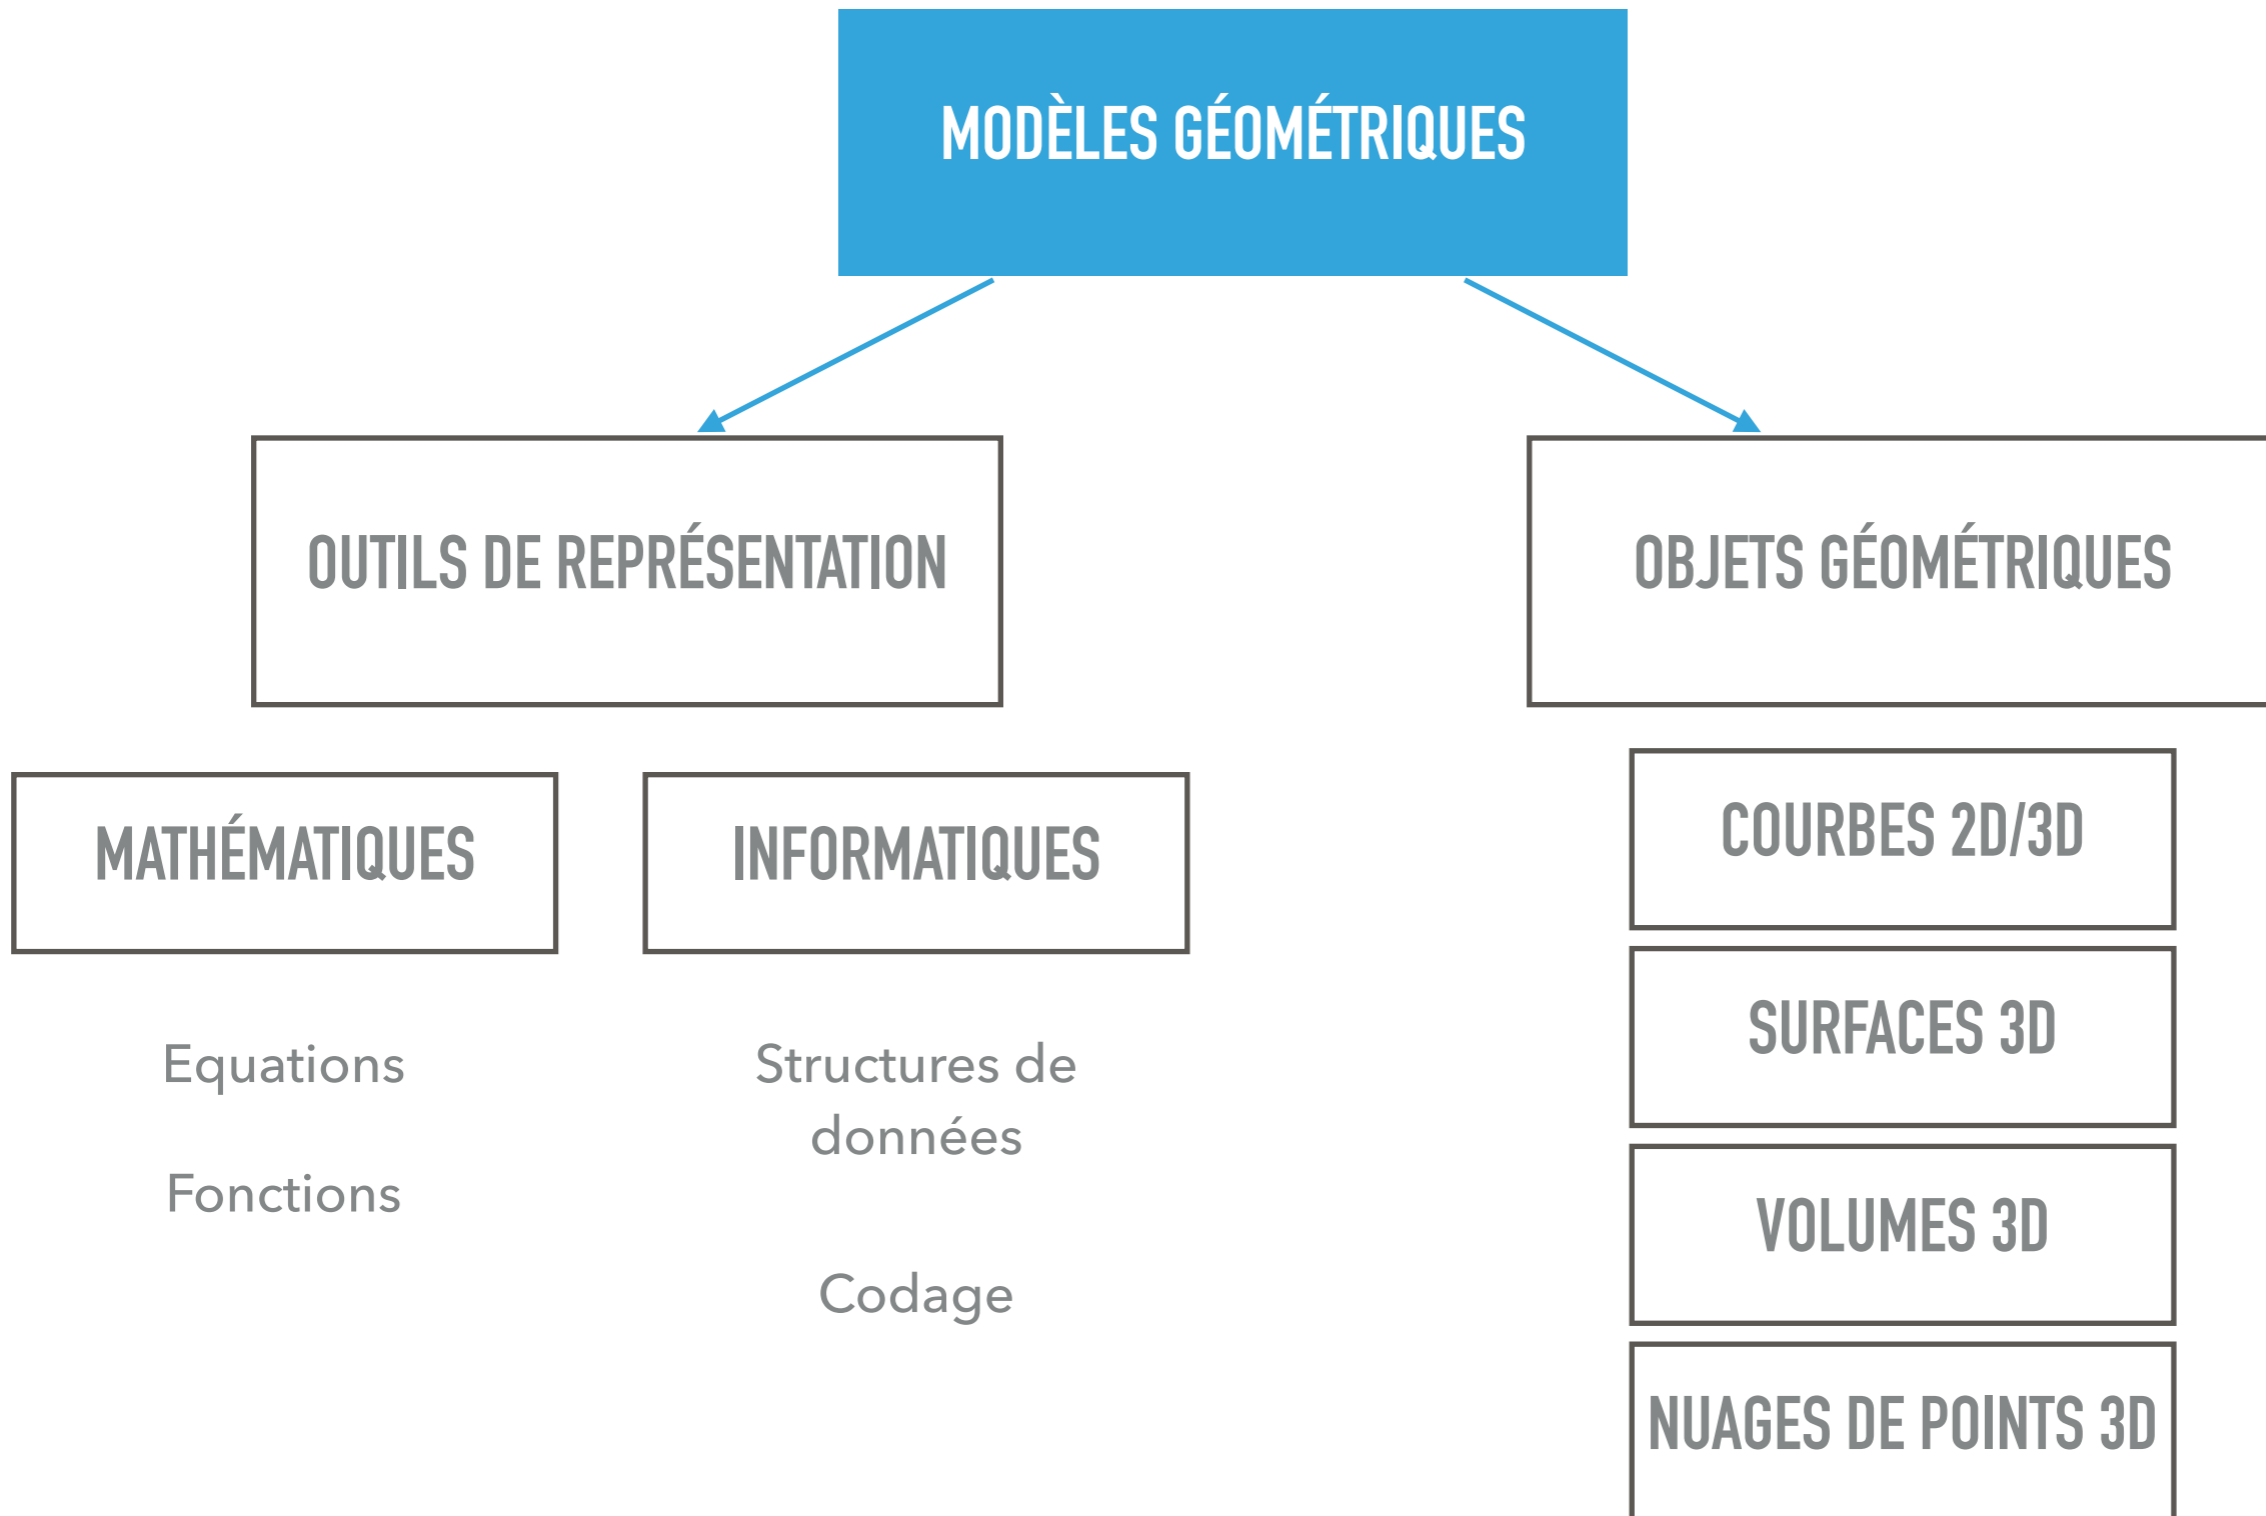 MODÈLES GÉOMÉTRIQUES
OUTILS DE REPRÉSENTATION
OBJETS GÉOMÉTRIQUES
MATHÉMATIQUES
Equations
Fonctions
INFORMATIQUES
Structures de
données
Codage
COURBES 2D/3D
SURFACES 3D
VOLUMES 3D
NUAGES DE POINTS 3D